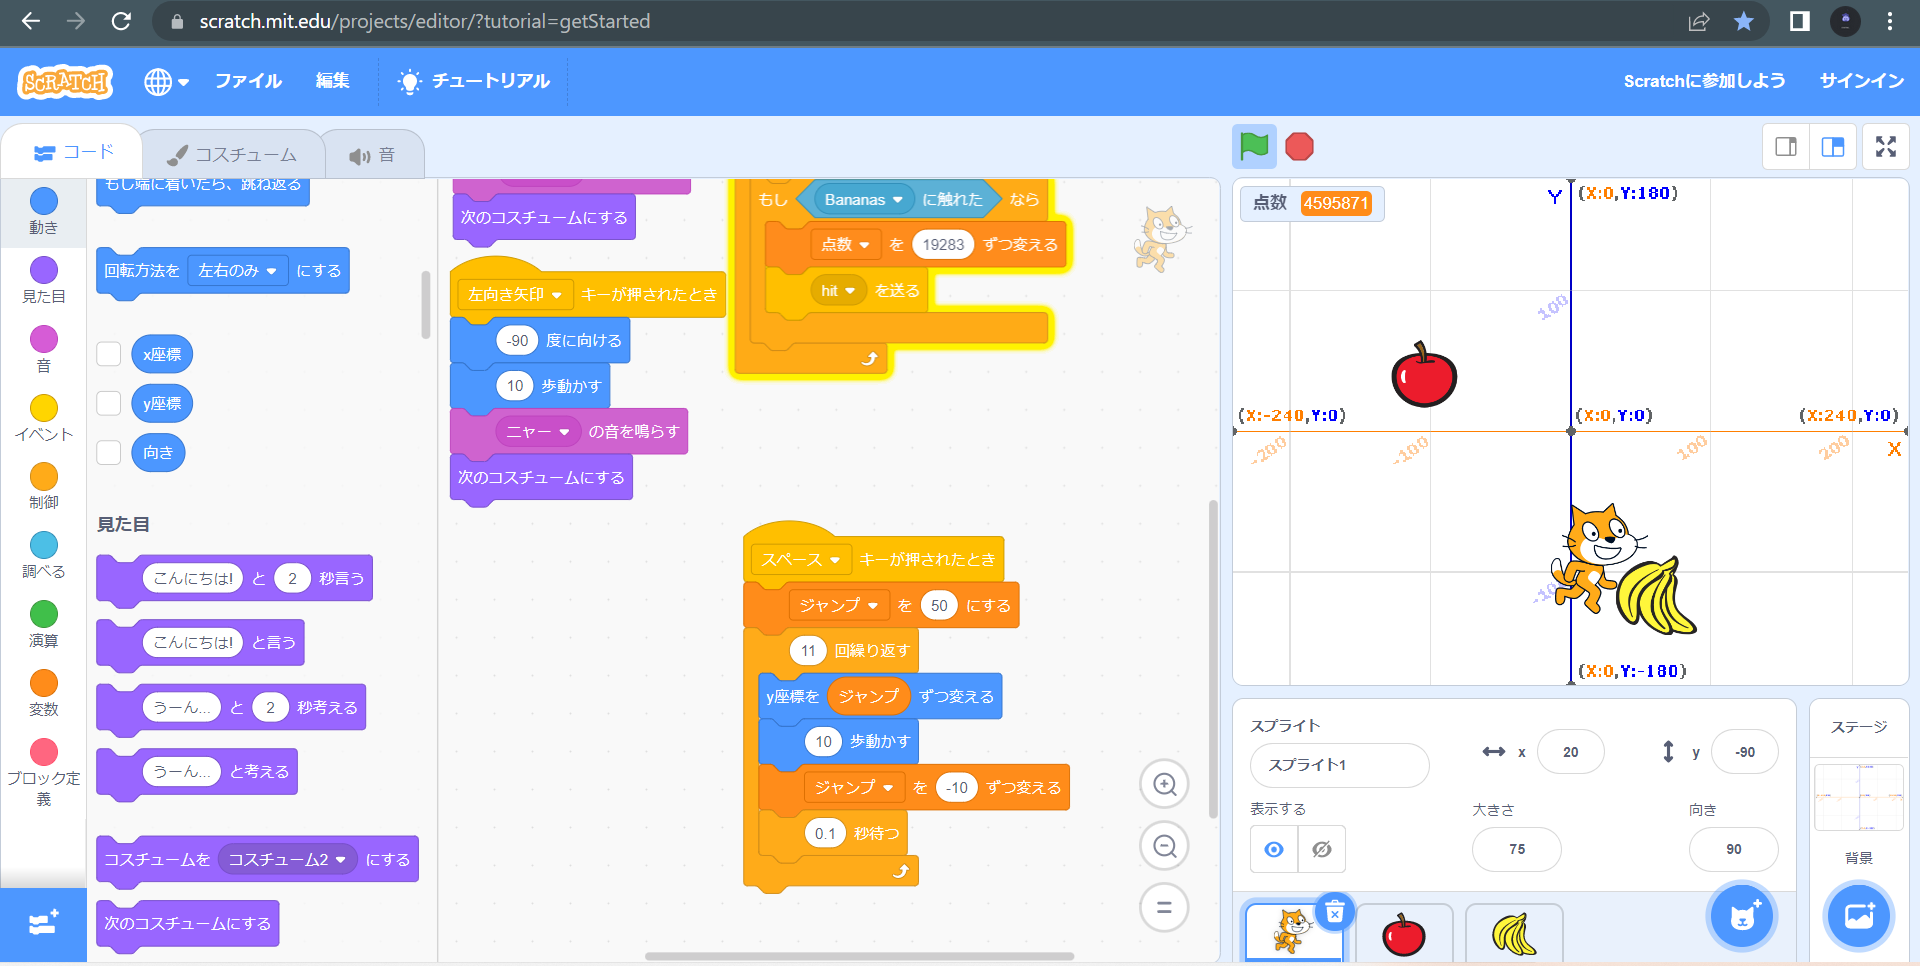 scratch.mit.edu/projects/editor/?tutorial=getStarted
SCRATCH
ファイル
編集
チュートリアル
Scratchに参加しよう
サインイン
コード
コスチューム
音
動き
見た目
音
イベント
制御
調べる
演算
変数
ブロック定義
もし端に着いたら、跳ね返る
回転方法を 左右のみ にする
x座標
y座標
向き
見た目
こんにちは! と 2 秒言う
こんにちは! と言う
うーん... と 2 秒考える
うーん... と考える
コスチュームを コスチューム2 にする
次のコスチュームにする
次のコスチュームにする
左向き矢印 キーが押されたとき
-90 度に向ける
10 歩動かす
ニャー の音を鳴らす
次のコスチュームにする
もし Bananas に触れた なら
点数 を 19283 ずつ変える
hit を送る
スペース キーが押されたとき
ジャンプ を 50 にする
11 回繰り返す
y座標を ジャンプ ずつ変える
10 歩動かす
ジャンプ を -10 ずつ変える
0.1 秒待つ
点数 4595871
Y
(X:0,Y:180)
100
(X:-240,Y:0)
(X:0,Y:0)
(X:240,Y:0)
-200
-100
100
200
X
-10
(X:0,Y:-180)
スプライト
スプライト1
x 20
y -90
表示する
大きさ
75
向き
90
ステージ
背景